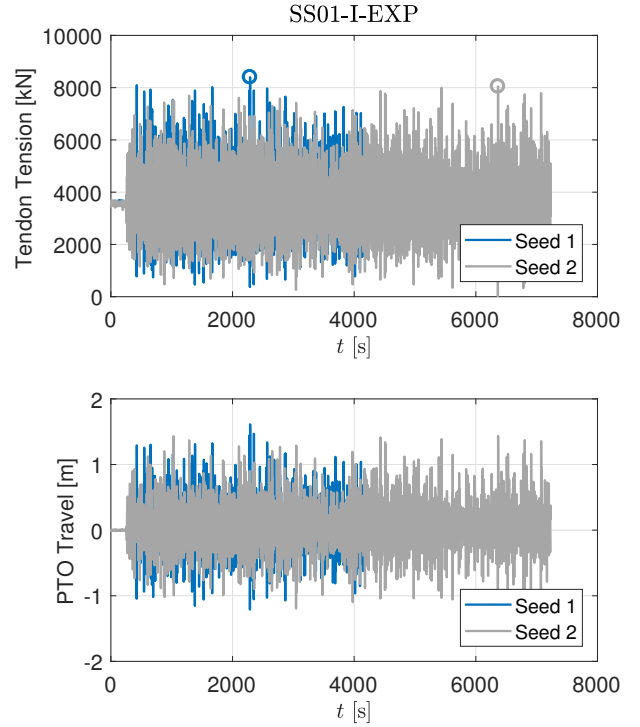 SS01-I-EXP
10000
8000
6000
4000
2000
0
Tendon Tension [kN]
Seed 1
Seed 2
0 2000 4000 6000 8000
t [s]
2
1
0
-1
-2
PTO Travel [m]
Seed 1
Seed 2
0 2000 4000 6000 8000
t [s]